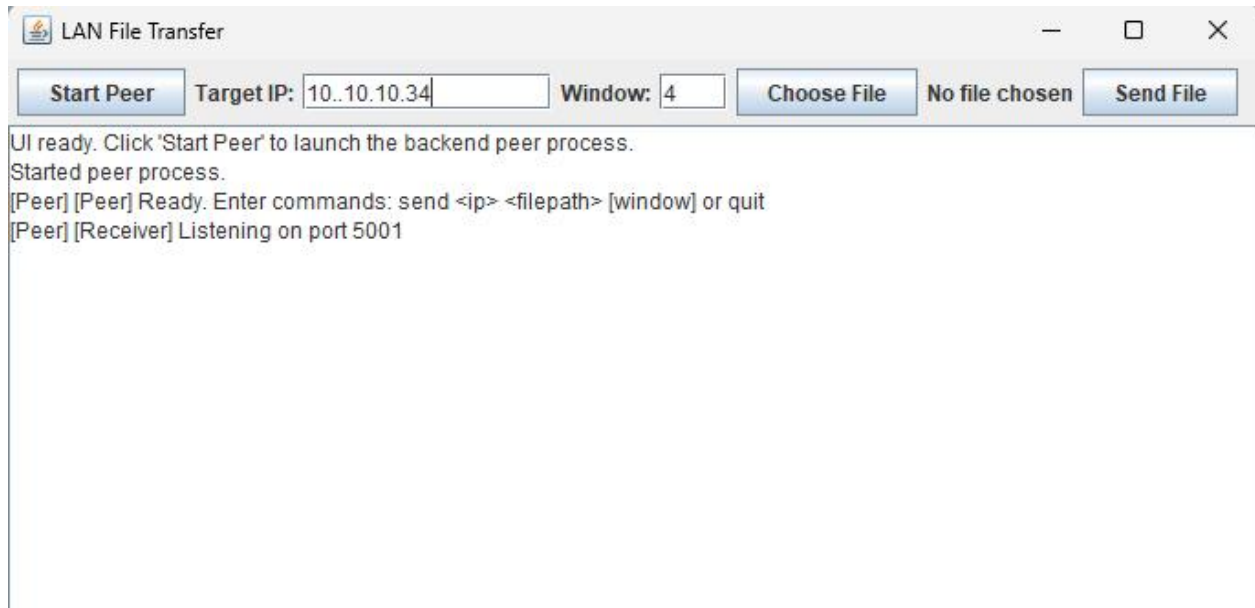 LAN File Transfer
Start Peer Target IP: 10..10.10.34 Window: 4 Choose File No file chosen Send File
UI ready. Click 'Start Peer' to launch the backend peer process.
Started peer process.
[Peer] [Peer] Ready. Enter commands: send <ip> <filepath> [window] or quit
[Peer] [Receiver] Listening on port 5001